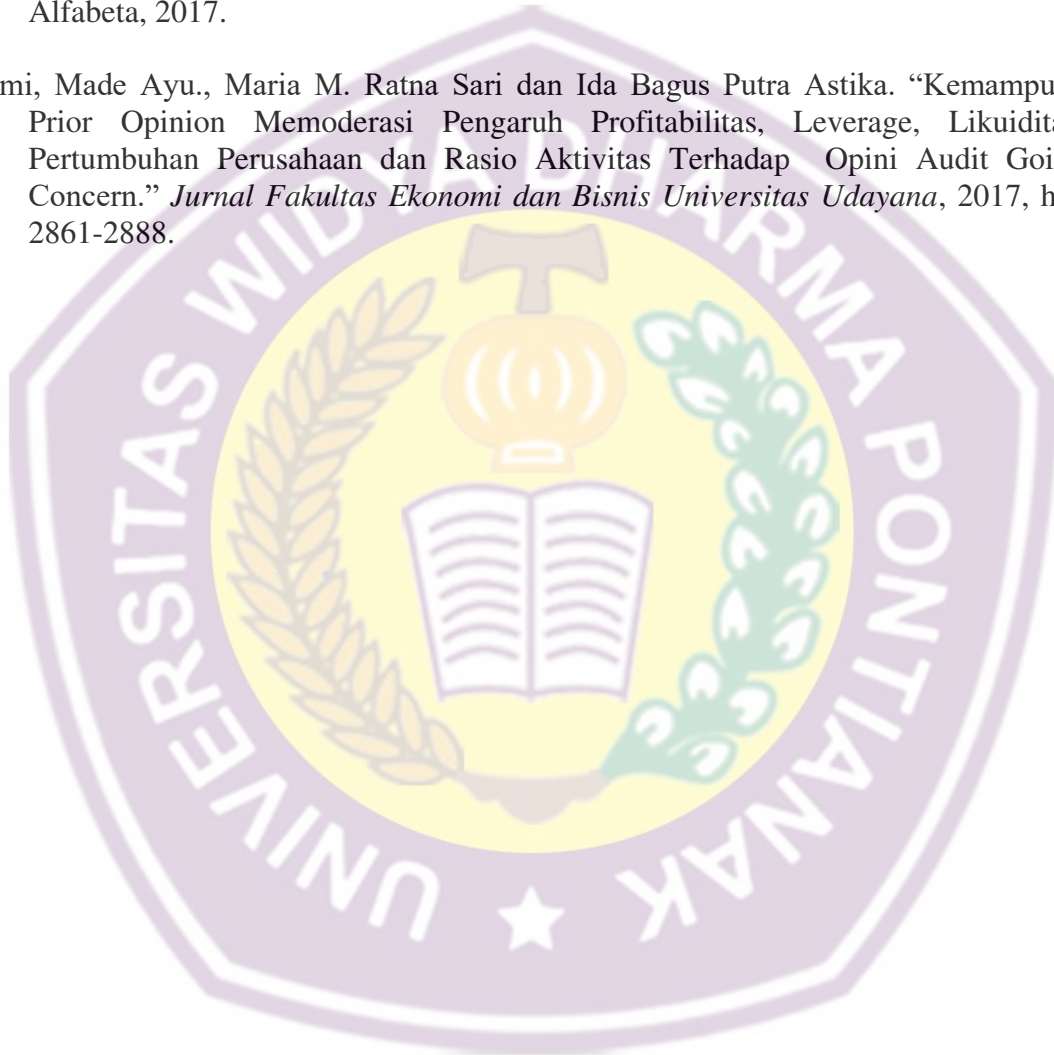 Alfabeta, 2017.
mi, Made Ayu., Maria M. Ratna Sari dan Ida Bagus Putra Astika. “Kemampu
Prior Opinion Memoderasi Pengaruh Profitabilitas, Leverage, Likuidita
Pertumbuhan Perusahaan dan Rasio Aktivitas Terhadap Opini Audit Goi
Concern.” Jurnal Fakultas Ekonomi dan Bisnis Universitas Udayana, 2017, h
2861-2888.
UNIVERSITAS WIDYA DHARMA PONTIANAK